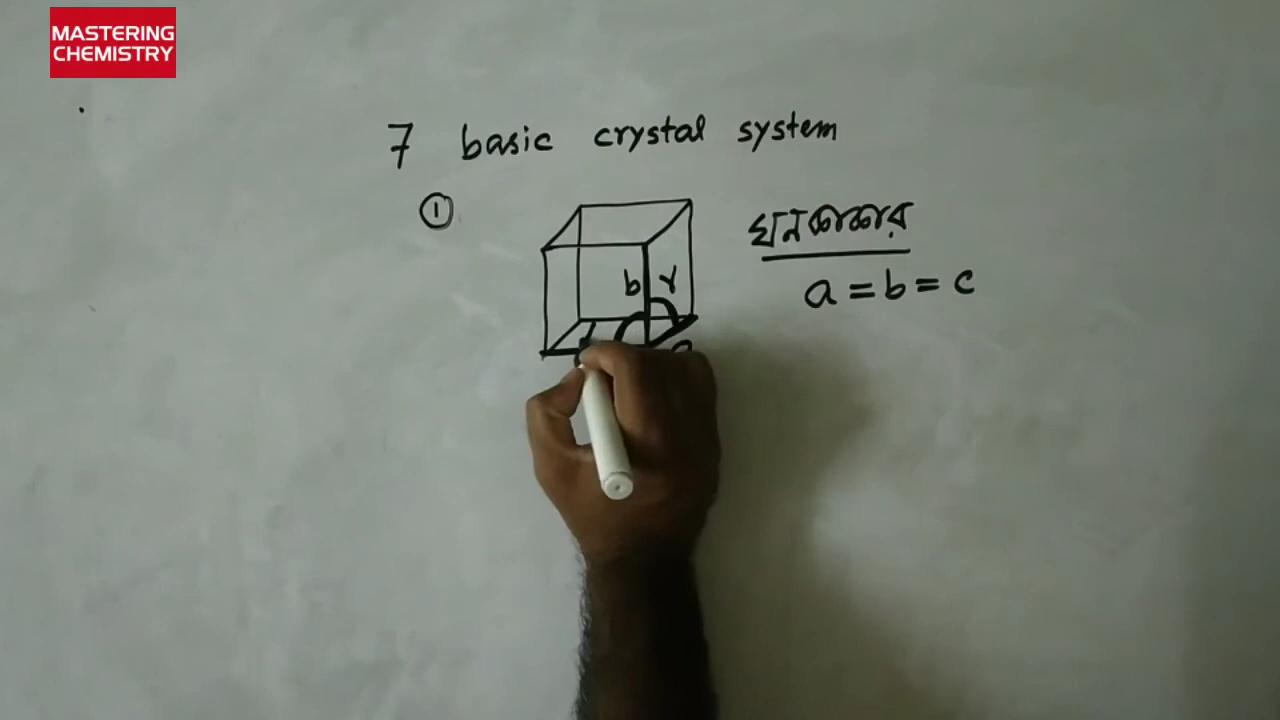 MASTERING
CHEMISTRY
7 basic crystal system
①
ঘনকাকার
b γ
a = b = c